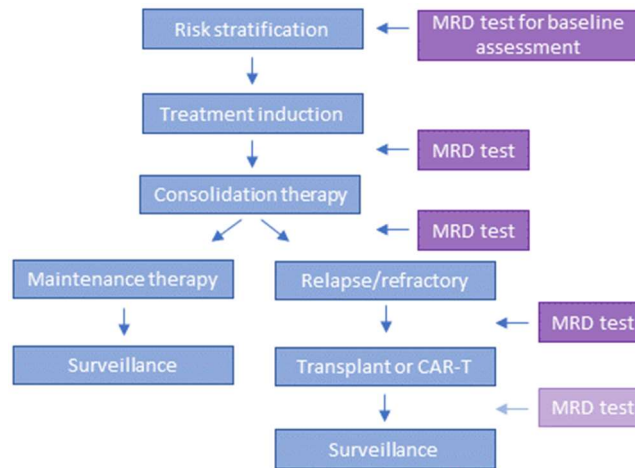 Risk stratification
MRD test for baseline
assessment
Treatment induction
MRD test
Consolidation therapy
MRD test
Maintenance therapy
Relapse/refractory
MRD test
Surveillance
Transplant or CAR-T
MRD test
Surveillance